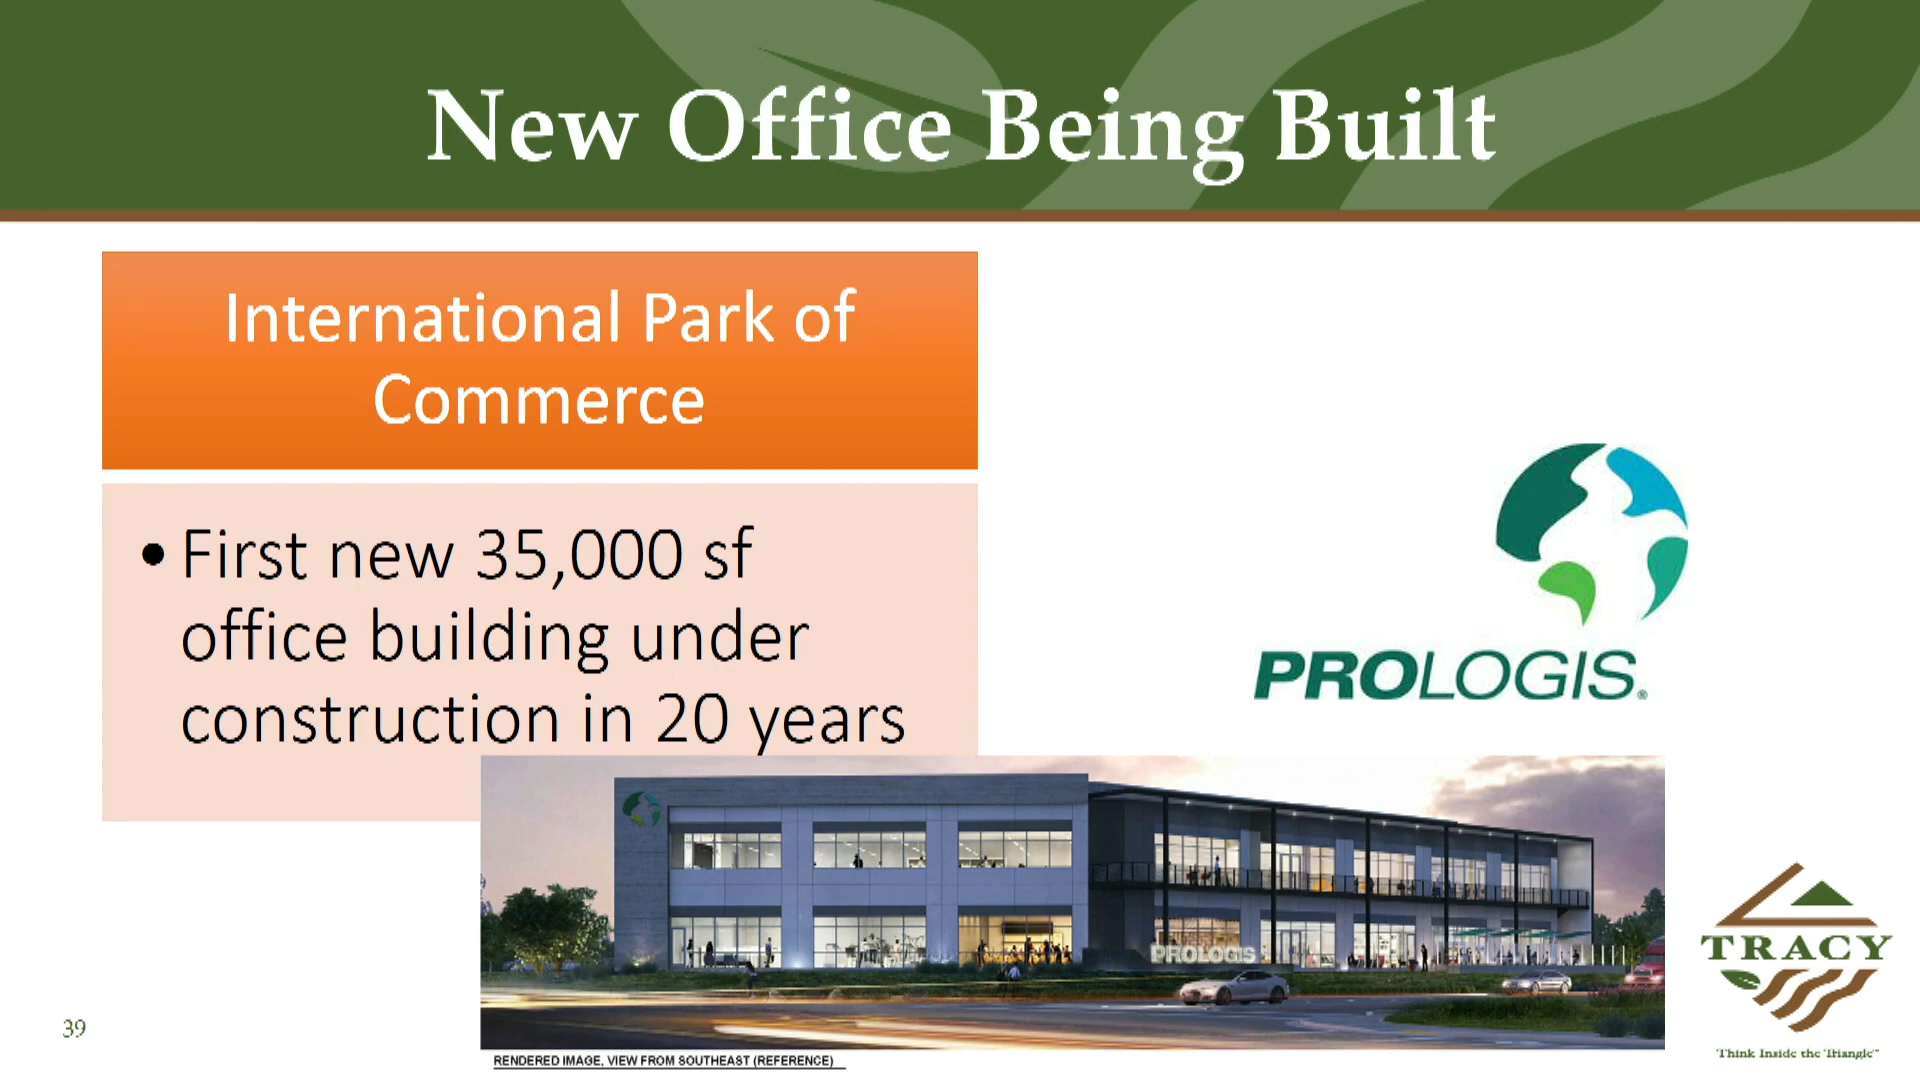 New Office Being Built
International Park of
Commerce
• First new 35,000 sf
office building under
construction in 20 years
PROLOGIS®
PROLOGIS
RENDERED IMAGE, VIEW FROM SOUTHEAST (REFERENCE)
TRACY
Think Inside the Triangle™
39